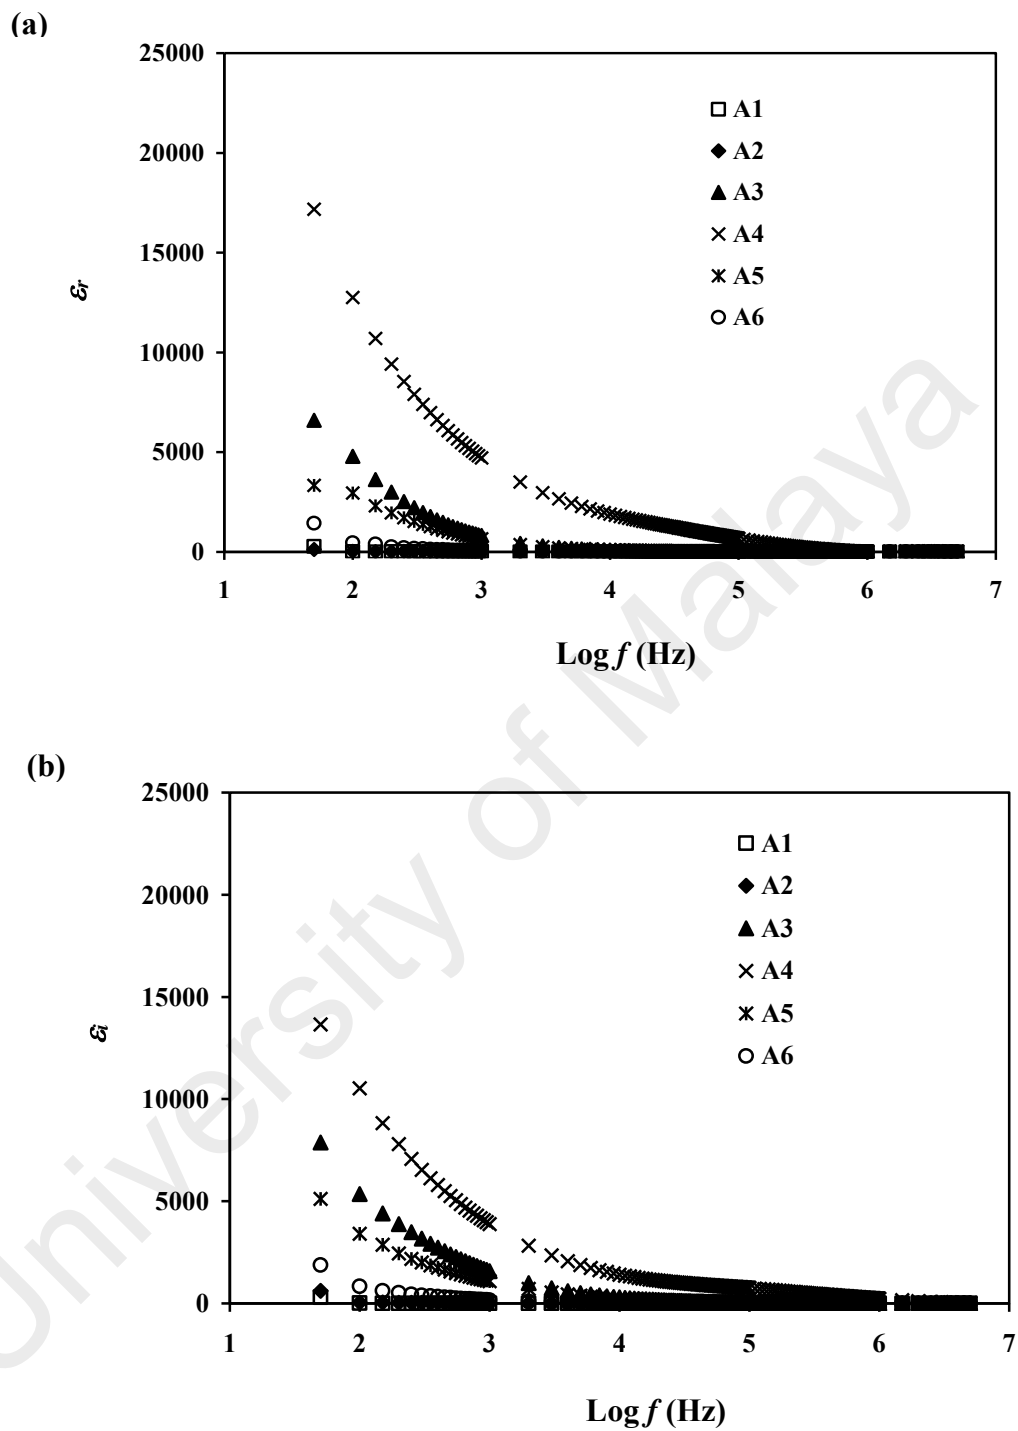 (a)
25000
20000
15000
10000
5000
0
εr
A1
A2
A3
A4
A5
A6
1 2 3 4 5 6 7
Log f (Hz)
(b)
25000
20000
15000
10000
5000
0
εi
A1
A2
A3
A4
A5
A6
1 2 3 4 5 6 7
Log f (Hz)
University of Malaya